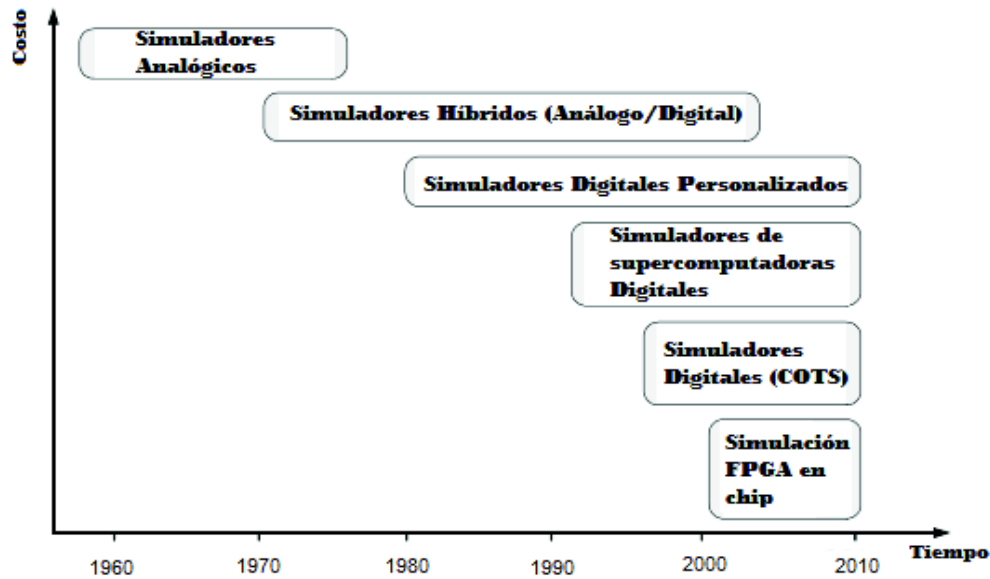 Costo
Simuladores
Analógicos
Simuladores Híbridos (Análogo/Digital)
Simuladores Digitales Personalizados
Simuladores de
supercomputadoras
Digitales
Simuladores
Digitales (COTS)
Simulación
FPGA en
chip
Tiempo
1960 1970 1980 1990 2000 2010